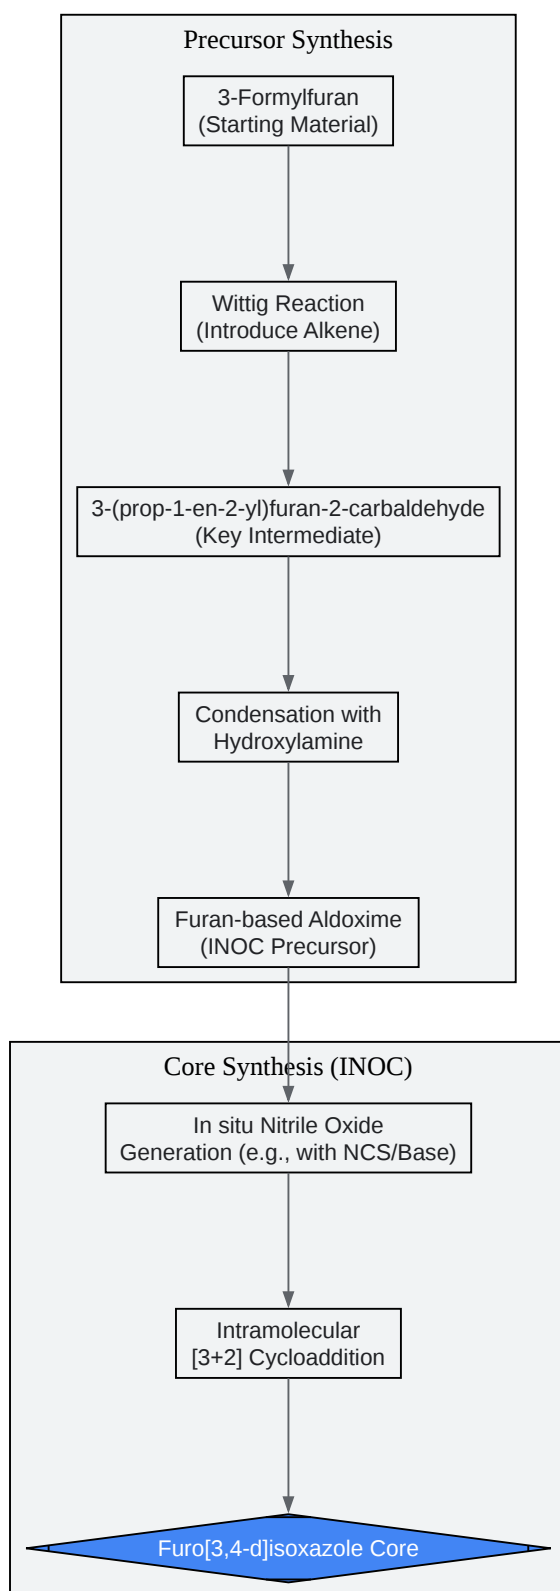 Precursor Synthesis
3-Formylfuran
(Starting Material)
Wittig Reaction
(Introduce Alkene)
3-(prop-1-en-2-yl)furan-2-carbaldehyde
(Key Intermediate)
Condensation with
Hydroxylamine
Furan-based Aldoxime
(INOC Precursor)
Core Synthesis (INOC)
In situ Nitrile Oxide
Generation (e.g., with NCS/Base)
Intramolecular
[3+2] Cycloaddition
Furo[3,4-d]isoxazole Core